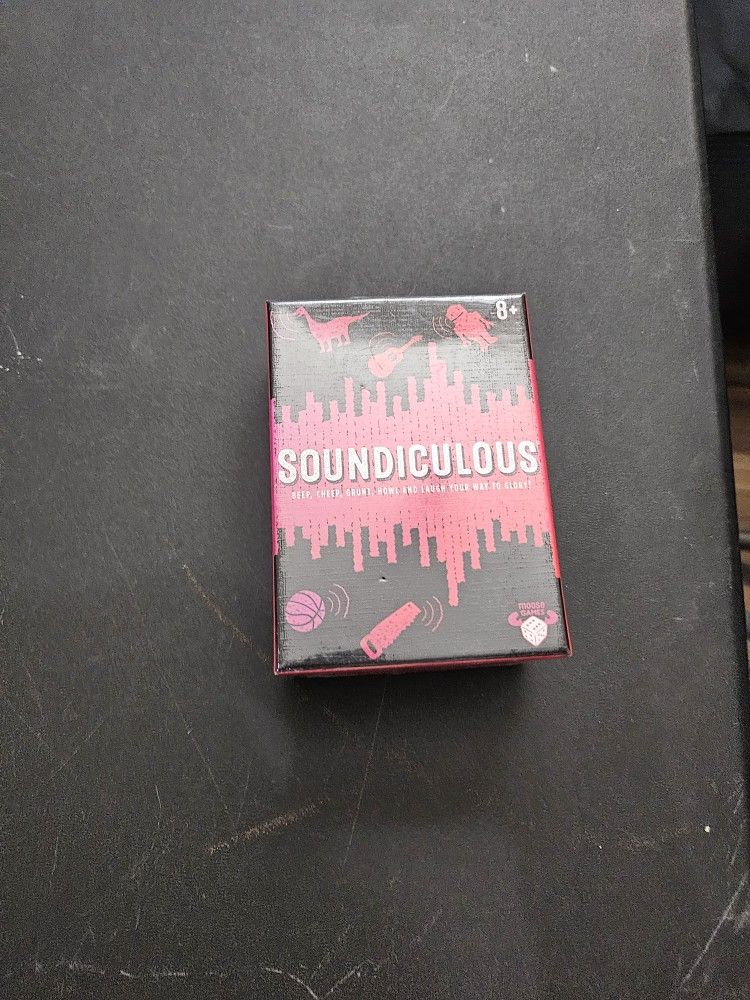 8+
SOUNDICULOUS
BEEP, CHEEP, GRUNT, HOWL AND LAUGH YOUR WAY TO GLORY!
moose
GAMES